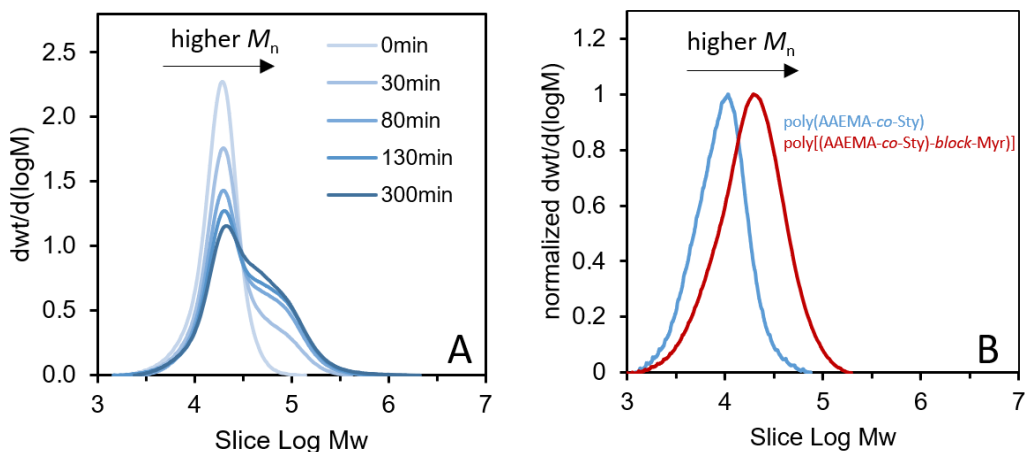 higher Mn
0min
30min
80min
130min
300min
2.5
2.0
1.5
1.0
0.5
0.0
dwt/d(logM)
3 4 5 6 7
Slice Log Mw
A
higher Mn
poly(AAEMA-co-Sty)
poly[(AAEMA-co-Sty)-block-Myr)]
1.2
1
0.8
0.6
0.4
0.2
0
normalized dwt/d(logM)
3 4 5 6 7
Slice Log Mw
B